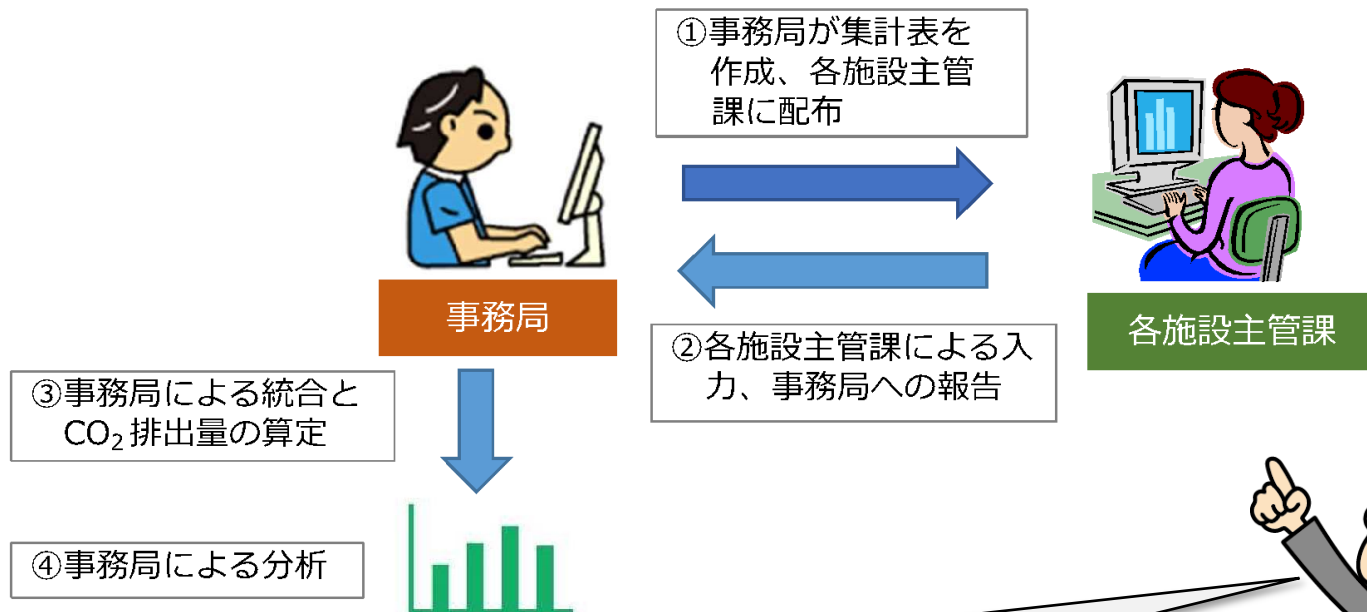 ①事務局が集計表を
作成、各施設主管
課に配布
事務局
各施設主管課
②各施設主管課による入
力、事務局への報告
③事務局による統合と
CO₂排出量の算定
④事務局による分析